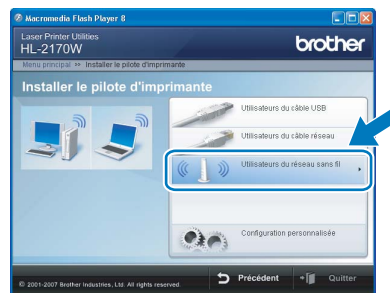 Macromedia Flash Player 8
Laser Printer Utilities
HL-2170W
brother
Menu principal Installer le pilote d'imprimante
Installer le pilote d'imprimante
Utilisateurs du câble USB
Utilisateurs du câble réseau
Utilisateurs du réseau sans fil
Configuration personnalisée
© 2001-2007 Brother Industries, Ltd. All rights reserved.
Précédent
Quitter